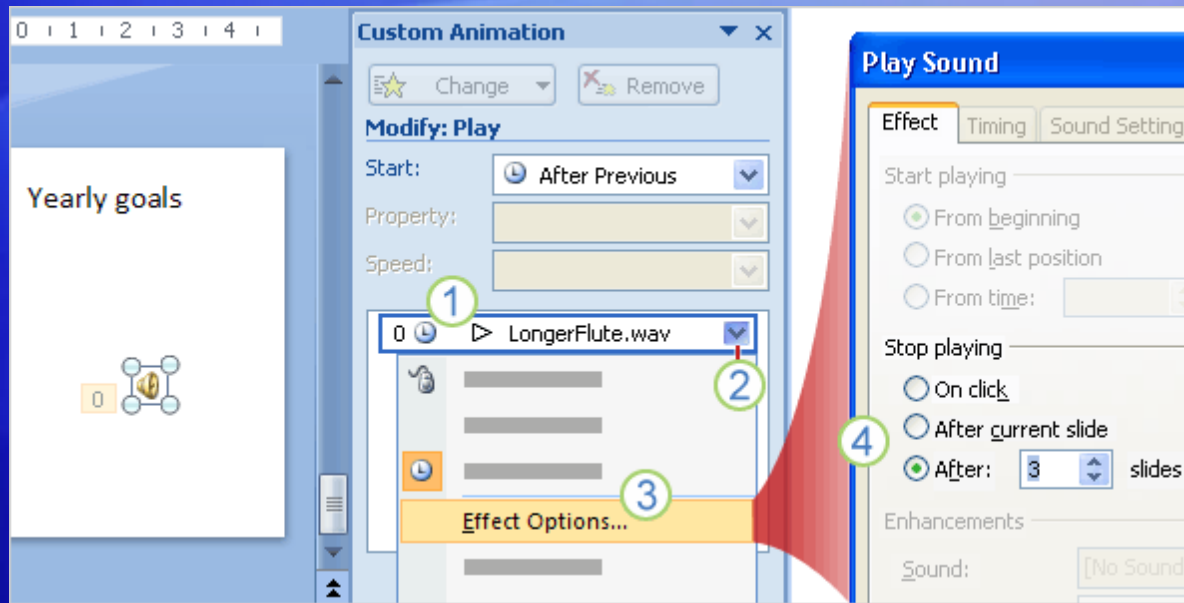 0 1 2 3 4
Yearly goals
0
Custom Animation
Change
Remove
Modify: Play
Start:
After Previous
Property:
Speed:
1
0 LongerFlute.wav
2
3
Effect Options...
Play Sound
Effect Timing Sound Setting
Start playing
From beginning
From last position
From time:
Stop playing
On click
After current slide
4
After: 3 slides
Enhancements
Sound: [No Sound